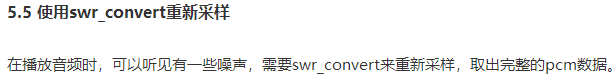 5.5 使用swr_convert重新采样
在播放音频时，可以听见有一些噪声，需要swr_convert来重新采样，取出完整的pcm数据。